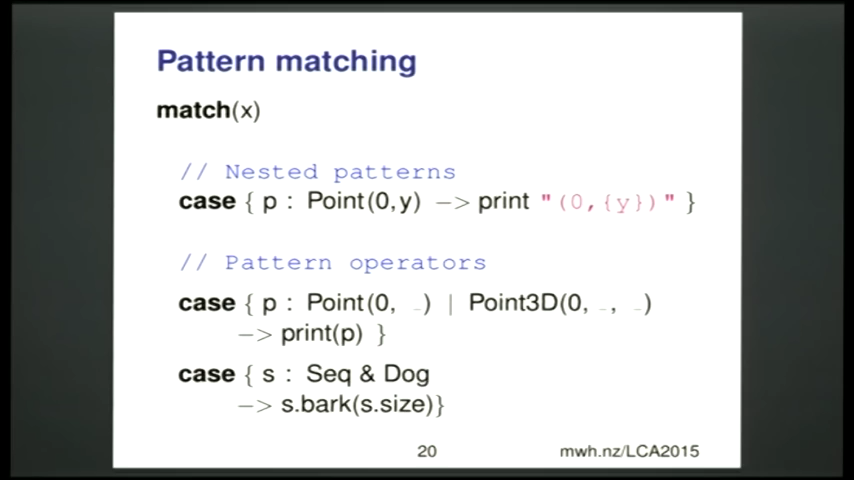 Pattern matching
match(x)
// Nested patterns
case { p : Point(0,y) −> print "(0,{y})" }
// Pattern operators
case { p : Point(0, _) | Point3D(0, _, _)
−> print(p) }
case { s : Seq & Dog
−> s.bark(s.size)}
20
mwh.nz/LCA2015